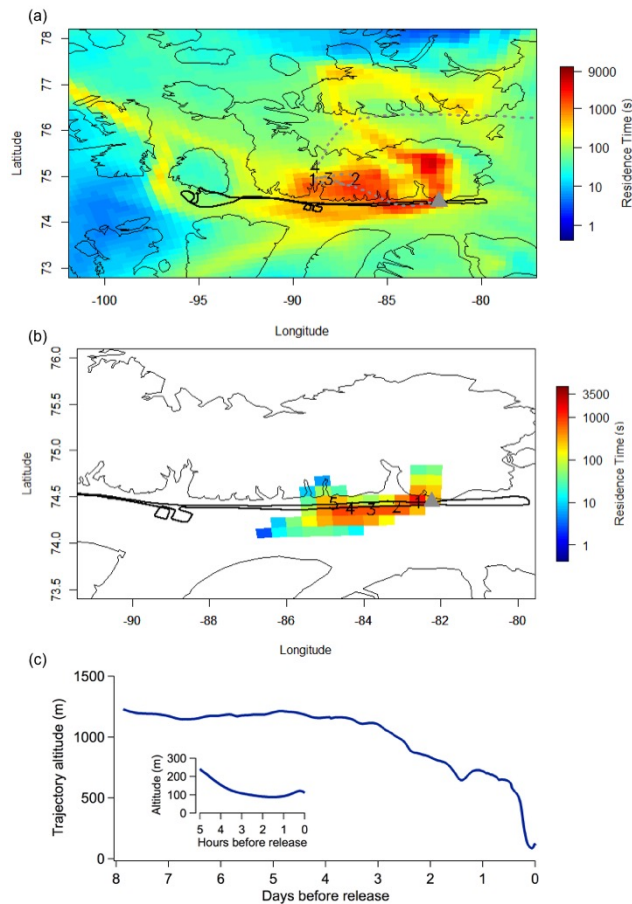 (a)
78
77
76
75
74
73
Latitude
4
1 3 2
-100
-95
-90
-85
-80
Longitude
9000
1000
100
10
1
Residence Time (s)
(b)
76.0
75.5
75.0
74.5
74.0
73.5
Latitude
5 4 3 2 1
-90
-88
-86
-84
-82
-80
Longitude
3500
1000
100
10
1
Residence Time (s)
(c)
1500
1000
500
0
Trajectory altitude (m)
300
200
100
0
Altitude (m)
5 4 3 2 1 0
Hours before release
8 7 6 5 4 3 2 1 0
Days before release